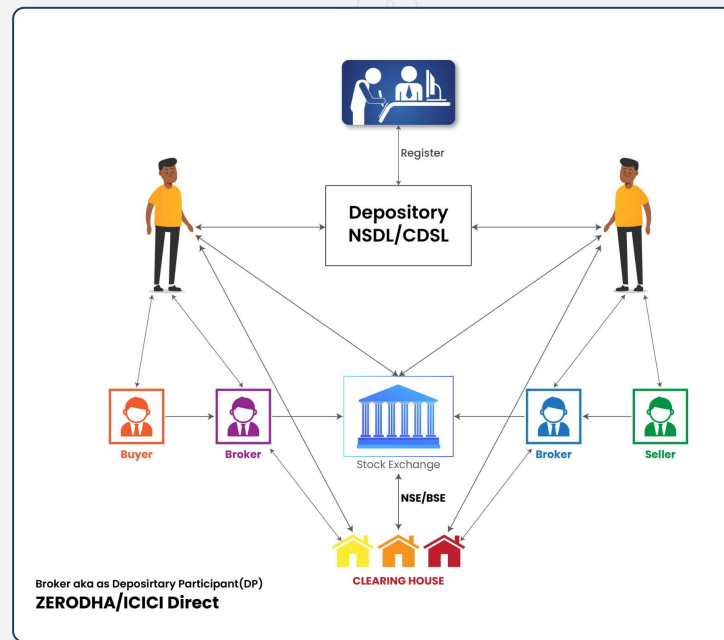 Register
Depository
NSDL/CDSL
Buyer
Broker
Stock Exchange
Broker
Seller
NSE/BSE
CLEARING HOUSE
Broker aka as Deposirtary Participant(DP)
ZERODHA/ICICI Direct